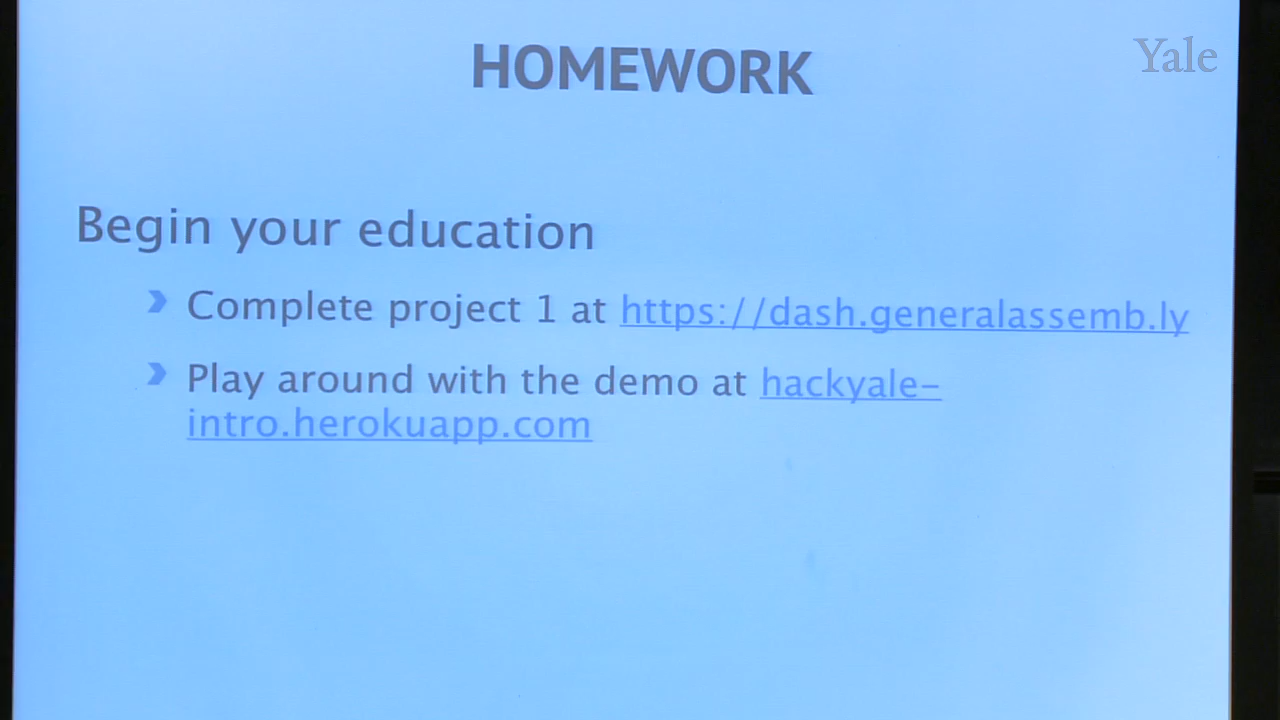 HOMEWORK
Yale
Begin your education
Complete project 1 at https://dash.generalassemb.ly
Play around with the demo at hackyale-
intro.herokuapp.com